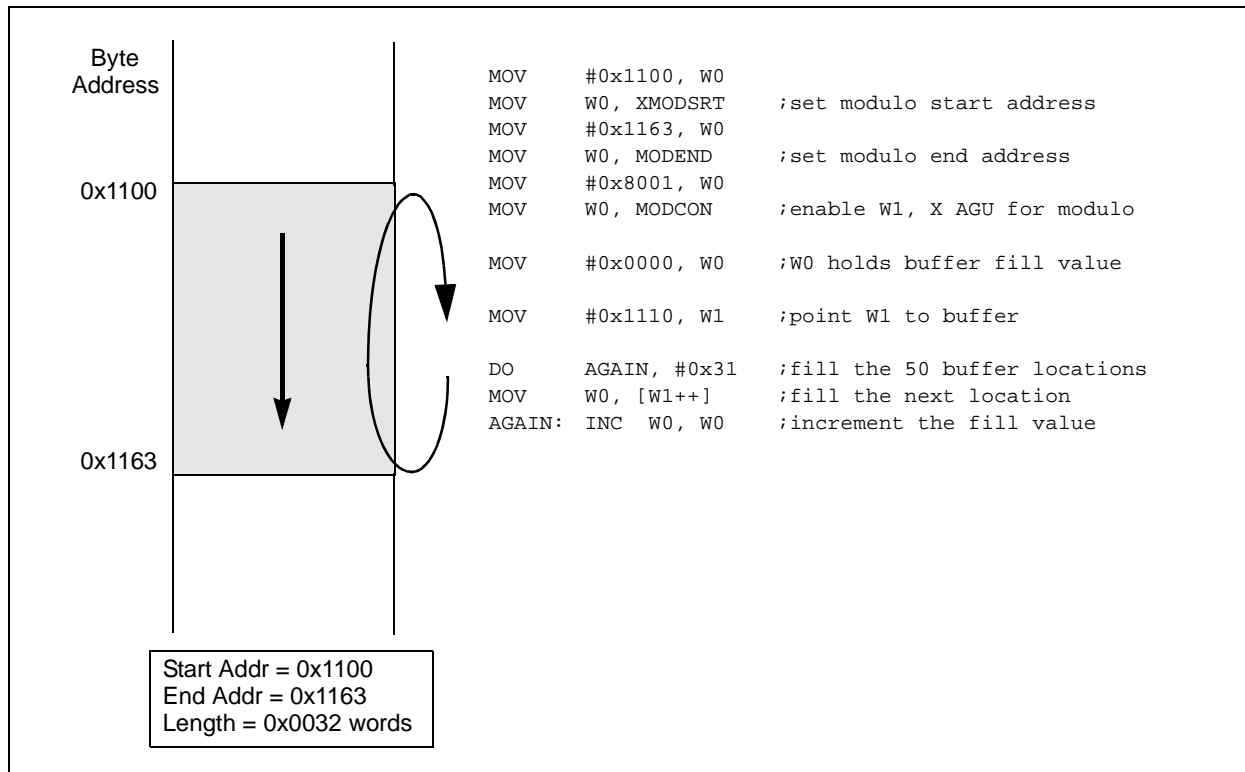 Byte
Address
0x1100
0x1163
MOV #0x1100, W0
MOV W0, XMODSRT ;set modulo start address
MOV #0x1163, W0
MOV W0, MODEND ;set modulo end address
MOV #0x8001, W0
MOV W0, MODCON ;enable W1, X AGU for modulo
MOV #0x0000, W0 ;W0 holds buffer fill value
MOV #0x1110, W1 ;point W1 to buffer
DO AGAIN, #0x31 ;fill the 50 buffer locations
MOV W0, [W1++] ;fill the next location
AGAIN: INC W0, W0 ;increment the fill value
Start Addr = 0x1100
End Addr = 0x1163
Length = 0x0032 words